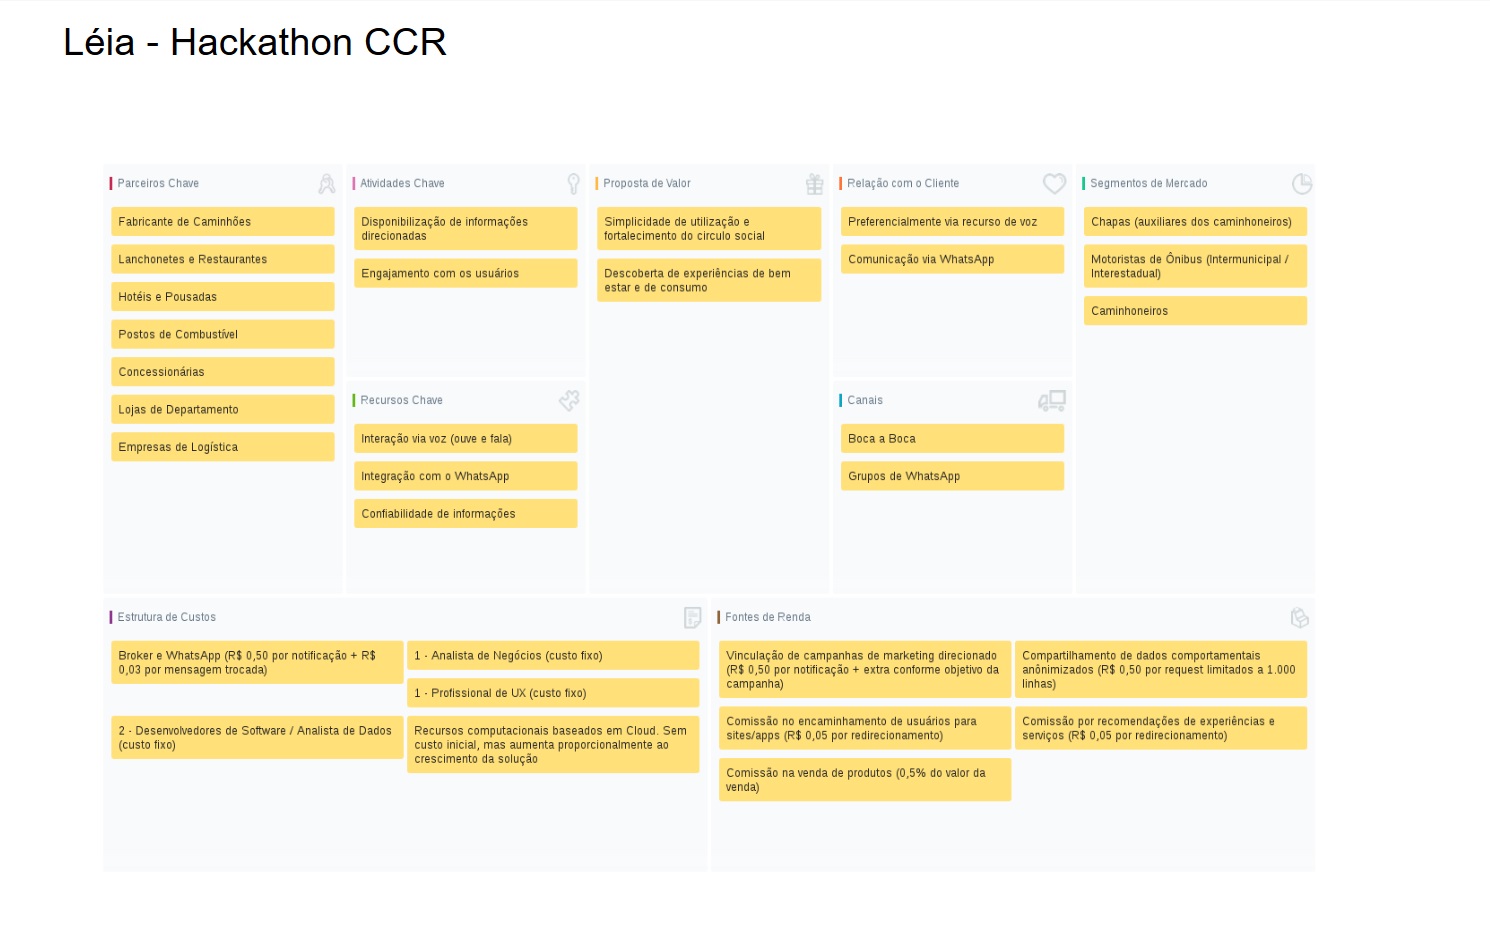 Léia - Hackathon CCR
Parceiros Chave
Fabricante de Caminhões
Lanchonetes e Restaurantes
Hotéis e Pousadas
Postos de Combustível
Concessionárias
Lojas de Departamento
Empresas de Logística
Atividades Chave
Disponibilização de informações
direcionadas
Engajamento com os usuários
Recursos Chave
Interação via voz (ouve e fala)
Integração com o WhatsApp
Confiabilidade de informações
Proposta de Valor
Simplicidade de utilização e
fortalecimento do circulo social
Descoberta de experiências de bem
estar e de consumo
Relação com o Cliente
Preferencialmente via recurso de voz
Comunicação via WhatsApp
Canais
Boca a Boca
Grupos de WhatsApp
Segmentos de Mercado
Chapas (auxiliares dos caminhoneiros)
Motoristas de Ônibus (Intermunicipal /
Interestadual)
Caminhoneiros
Estrutura de Custos
Broker e WhatsApp (R$ 0,50 por notificação + R$
0,03 por mensagem trocada)
1 - Analista de Negócios (custo fixo)
1 - Profissional de UX (custo fixo)
2 - Desenvolvedores de Software / Analista de Dados
(custo fixo)
Recursos computacionais baseados em Cloud. Sem
custo inicial, mas aumenta proporcionalmente ao
crescimento da solução
Fontes de Renda
Vinculação de campanhas de marketing direcionado
(R$ 0,50 por notificação + extra conforme objetivo da
campanha)
Compartilhamento de dados comportamentais
anônimizados (R$ 0,50 por request limitados a 1.000
linhas)
Comissão no encaminhamento de usuários para
sites/apps (R$ 0,05 por redirecionamento)
Comissão por recomendações de experiências e
serviços (R$ 0,05 por redirecionamento)
Comissão na venda de produtos (0,5% do valor da
venda)